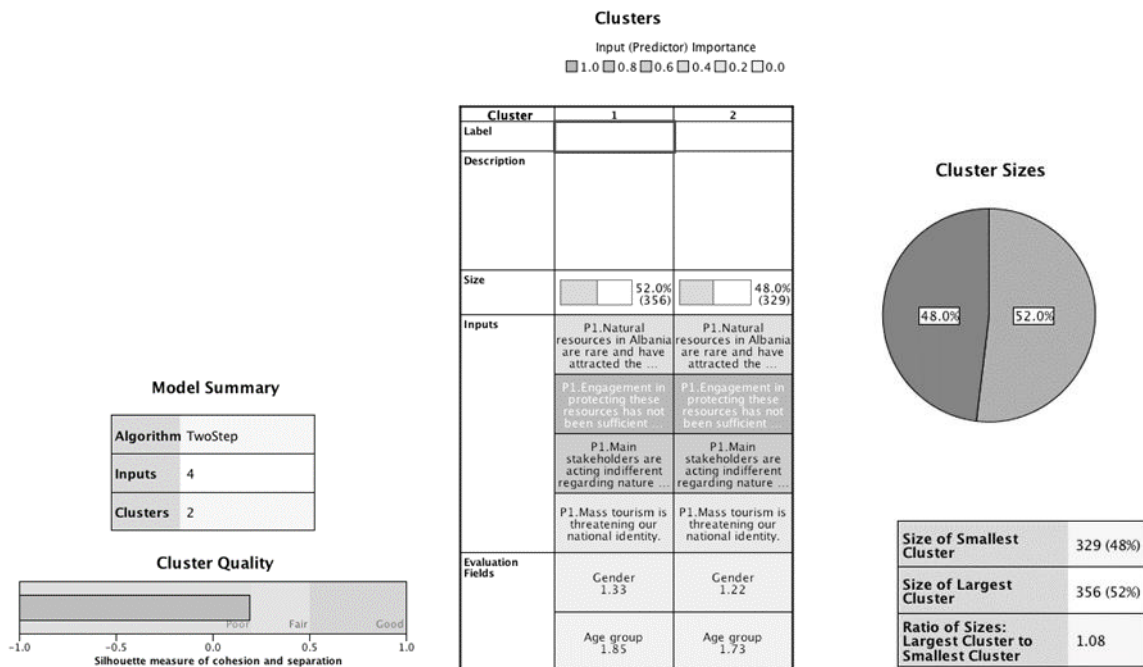 Clusters
Input (Predictor) Importance
1.0 0.8 0.6 0.4 0.2 0.0
Cluster 1 2
Label
Description
Size
52.0%
(356)
48.0%
(329)
Inputs
P1.Natural
resources in Albania
are rare and have
attracted the ...
P1.Natural
resources in Albania
are rare and have
attracted the ...
P1.Engagement in
protecting these
resources has not
been sufficient ...
P1.Engagement in
protecting these
resources has not
been sufficient ...
P1.Main
stakeholders are
acting indifferent
regarding nature ...
P1.Main
stakeholders are
acting indifferent
regarding nature ...
P1.Mass tourism is
threatening our
national identity.
P1.Mass tourism is
threatening our
national identity.
Evaluation
Fields
Gender
1.33
Gender
1.22
Age group
1.85
Age group
1.73
Model Summary
Algorithm TwoStep
Inputs 4
Clusters 2
Cluster Quality
Poor Fair Good
-1.0 -0.5 0.0 0.5 1.0
Silhouette measure of cohesion and separation
Cluster Sizes
48.0% 52.0%
Size of Smallest
Cluster
329 (48%)
Size of Largest
Cluster
356 (52%)
Ratio of Sizes:
Largest Cluster to
Smallest Cluster
1.08